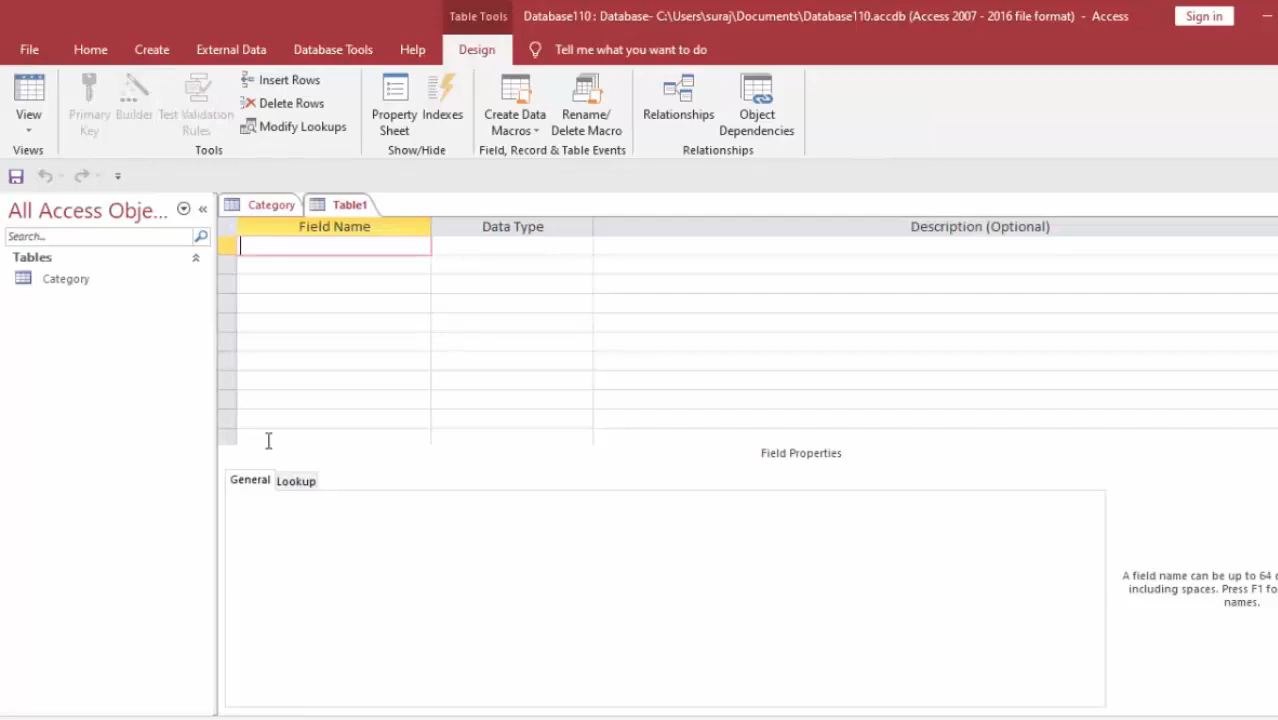 Table Tools
Database110 : Database- C:\Users\suraj\Documents\Database110.accdb (Access 2007 - 2016 file format) - Access
Sign in
File
Home
Create
External Data
Database Tools
Help
Design
Tell me what you want to do
View
Primary
Key
Builder
Test Validation
Rules
Insert Rows
Delete Rows
Modify Lookups
Property
Sheet
Indexes
Create Data
Macros
Rename/
Delete Macro
Relationships
Object
Dependencies
Views
Tools
Show/Hide
Field, Record & Table Events
Relationships
All Access Obje...
Search...
Tables
Category
Category
Table1
Field Name
Data Type
Description (Optional)
Field Properties
General
Lookup
A field name can be up to 64
including spaces. Press F1
names.